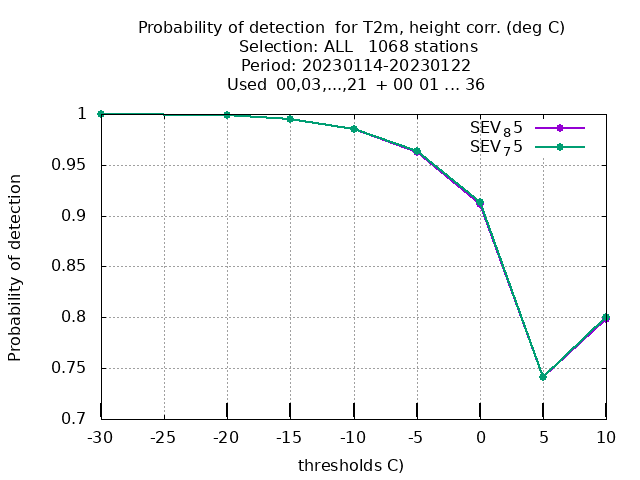 Probability of detection  for T2m, height corr. (deg C)
Selection: ALL   1068 stations
Period: 20230114-20230122
Used  00,03,...,21  + 00 01 ... 36
SEV₈5
SEV₇5
1
0.95
0.9
0.85
0.8
0.75
0.7
Probability of detection
-30 -25 -20 -15 -10 -5 0 5 10
thresholds C)